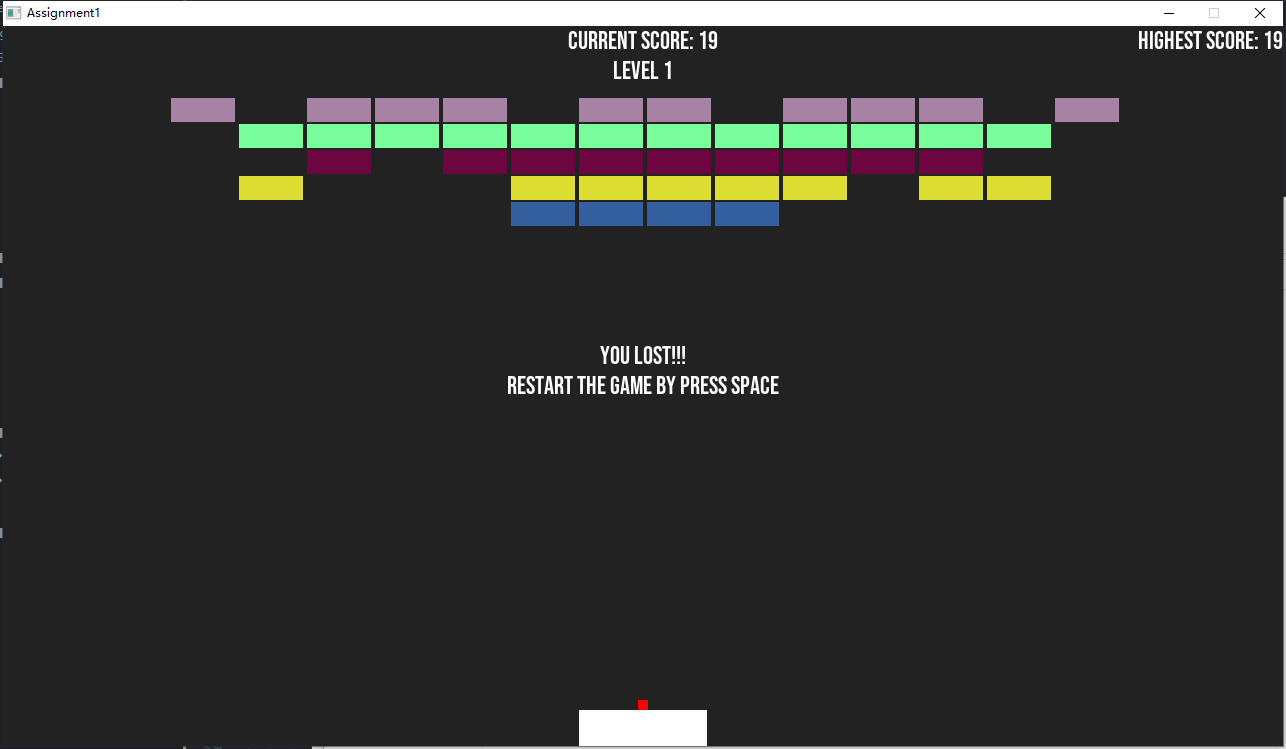 Assignment1
CURRENT SCORE: 19
HIGHEST SCORE: 19
LEVEL 1
YOU LOST!!!
RESTART THE GAME BY PRESS SPACE